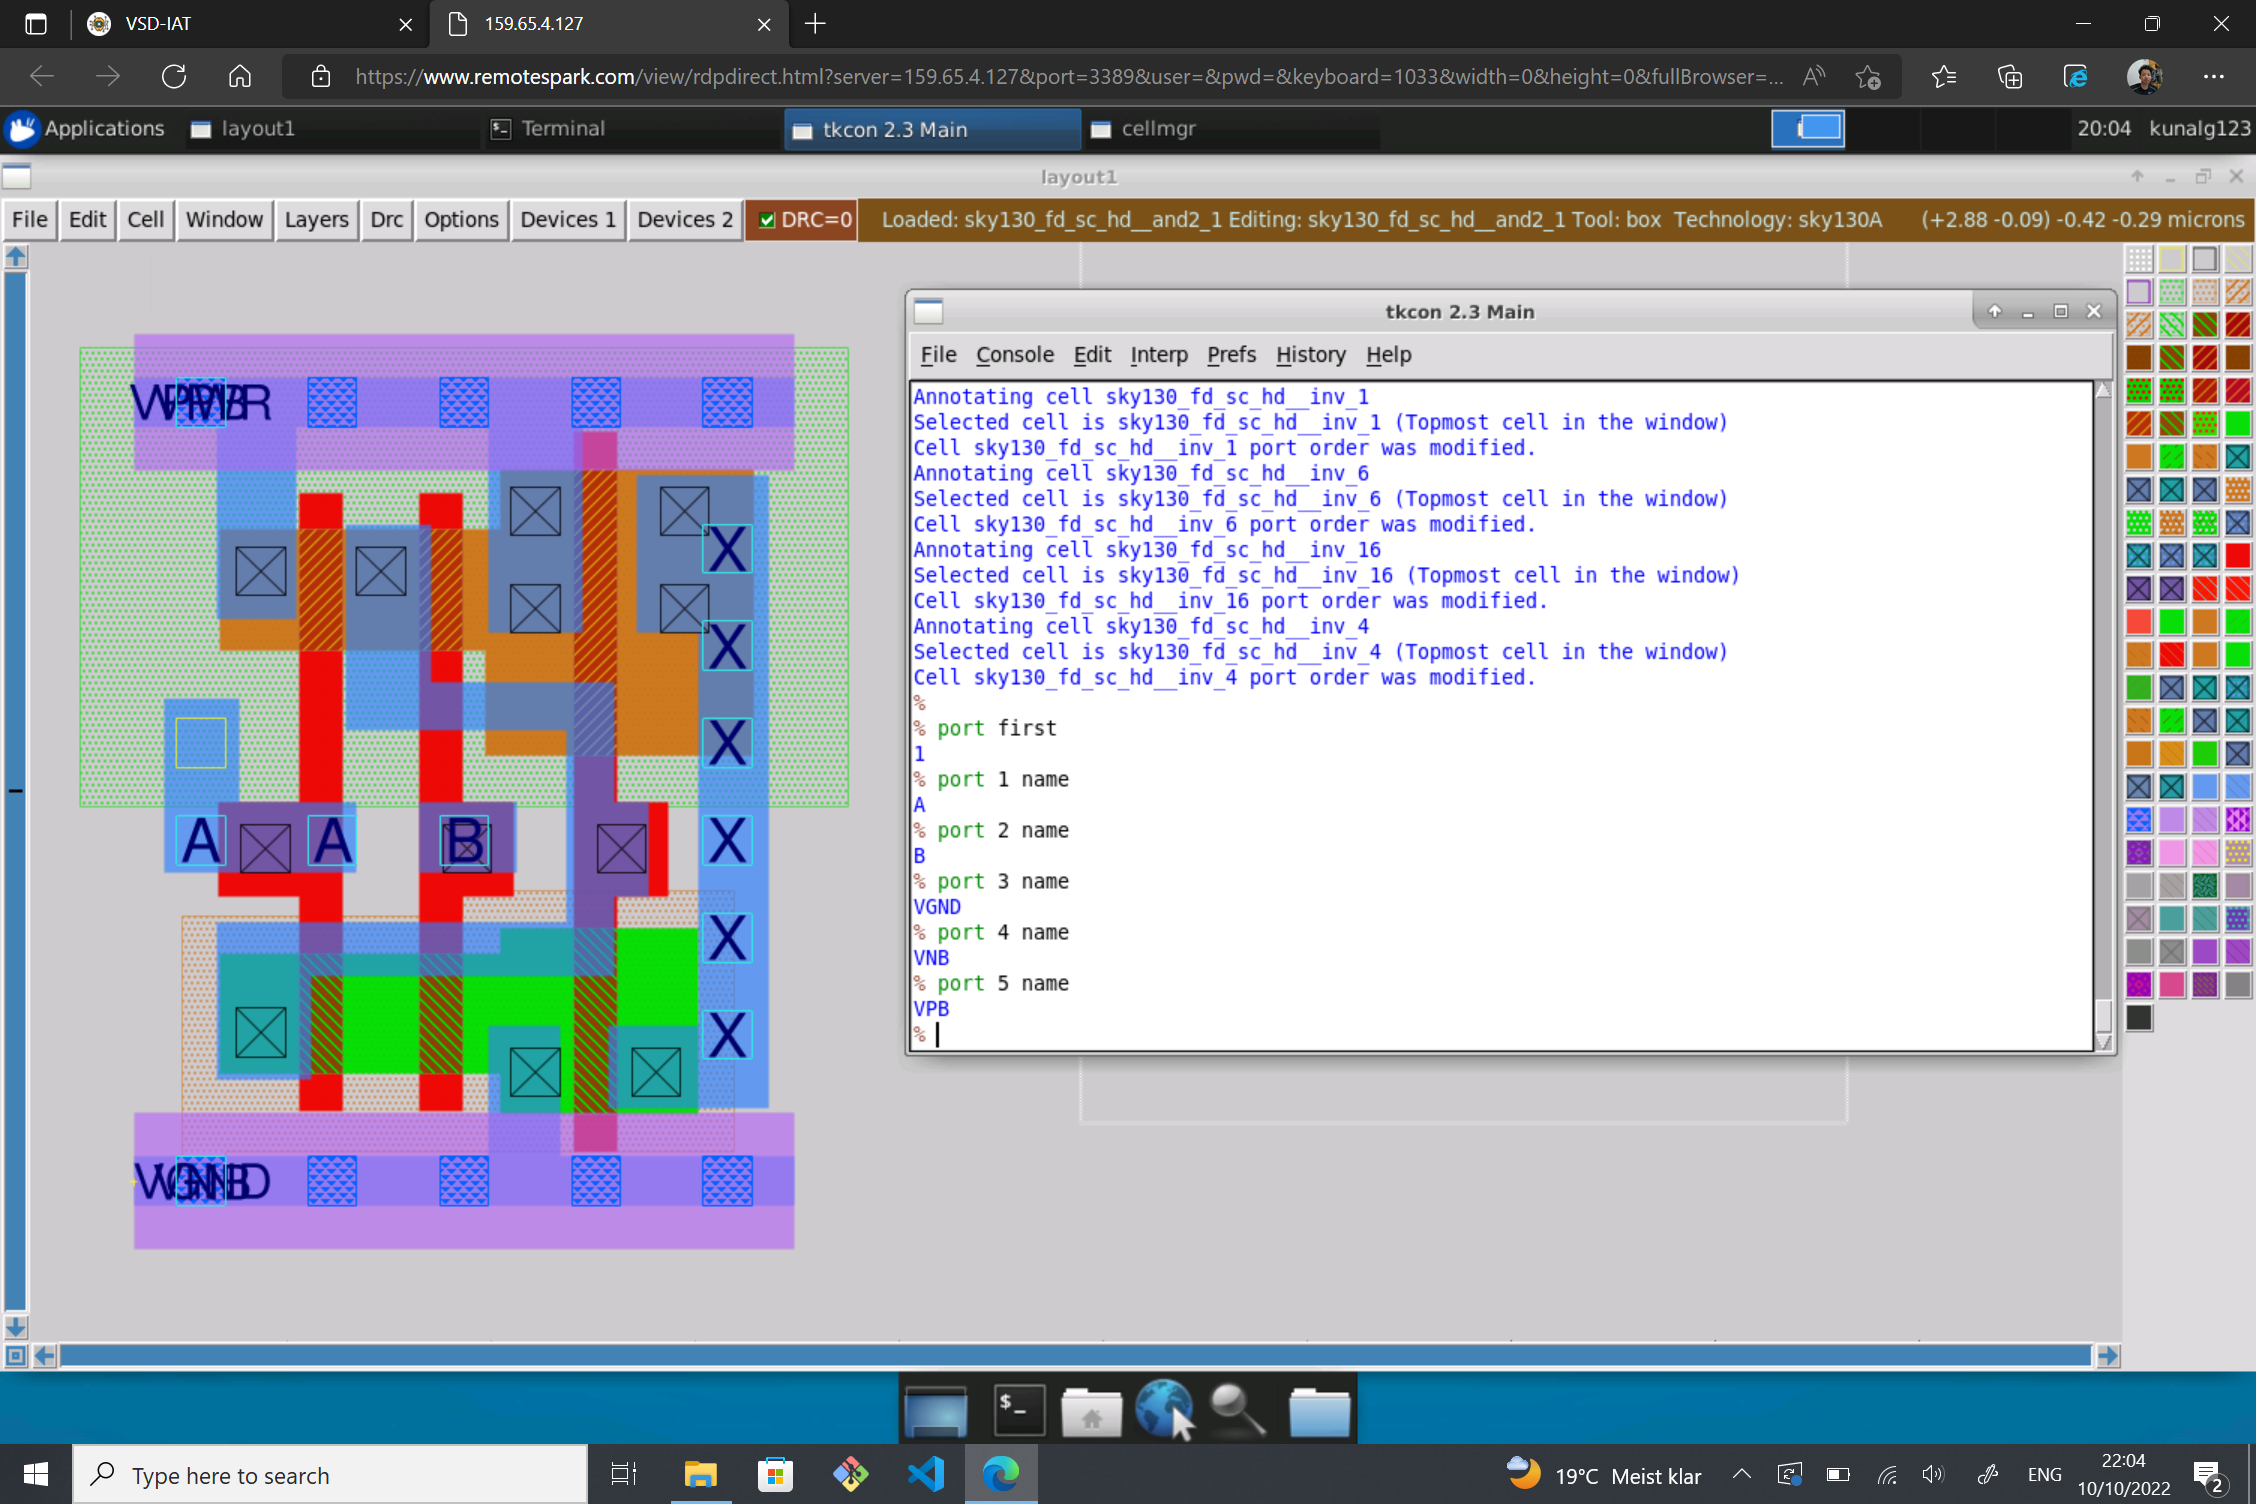 VSD-IAT
159.65.4.127
https://www.remotespark.com/view/rdpdirect.html?server=159.65.4.127&port=3389&user=&pwd=&keyboard=1033&width=0&height=0&fullBrowser=...
Applications
layout1
Terminal
tkcon 2.3 Main
cellmgr
20:04
kunalg123
layout1
File Edit Cell Window Layers Drc Options Devices 1 Devices 2
DRC=0
Loaded: sky130_fd_sc_hd__and2_1 Editing: sky130_fd_sc_hd__and2_1 Tool: box Technology: sky130A
(+2.88 -0.09) -0.42 -0.29 microns
VPWR
X
X
X
A
A
B
X
X
X
VGND
tkcon 2.3 Main
File Console Edit Interp Prefs History Help
Annotating cell sky130_fd_sc_hd__inv_1
Selected cell is sky130_fd_sc_hd__inv_1 (Topmost cell in the window)
Cell sky130_fd_sc_hd__inv_1 port order was modified.
Annotating cell sky130_fd_sc_hd__inv_6
Selected cell is sky130_fd_sc_hd__inv_6 (Topmost cell in the window)
Cell sky130_fd_sc_hd__inv_6 port order was modified.
Annotating cell sky130_fd_sc_hd__inv_16
Selected cell is sky130_fd_sc_hd__inv_16 (Topmost cell in the window)
Cell sky130_fd_sc_hd__inv_16 port order was modified.
Annotating cell sky130_fd_sc_hd__inv_4
Selected cell is sky130_fd_sc_hd__inv_4 (Topmost cell in the window)
Cell sky130_fd_sc_hd__inv_4 port order was modified.
%
% port first
1
% port 1 name
A
% port 2 name
B
% port 3 name
VGND
% port 4 name
VNB
% port 5 name
VPB
%
Type here to search
19°C Meist klar
ENG
22:04
10/10/2022
2